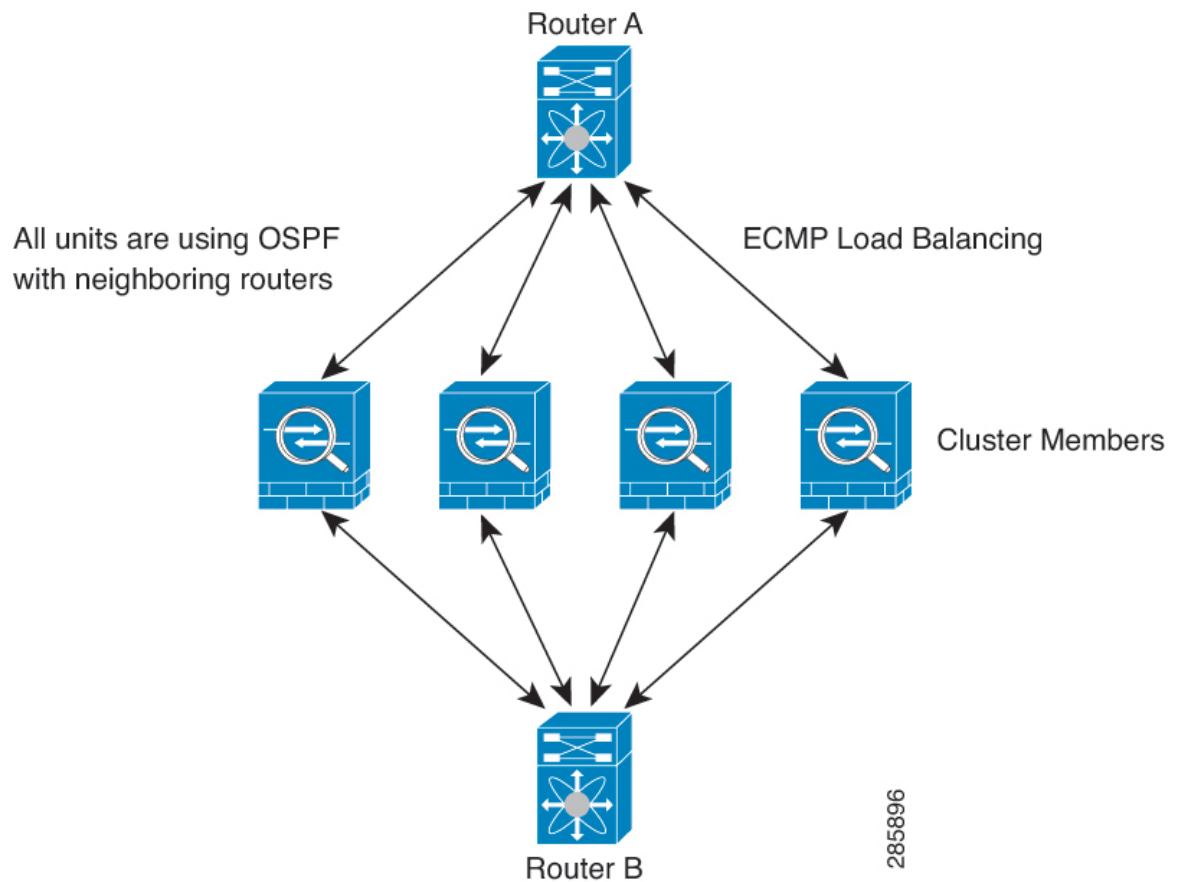 Router A
All units are using OSPF
with neighboring routers
ECMP Load Balancing
Cluster Members
Router B
285896